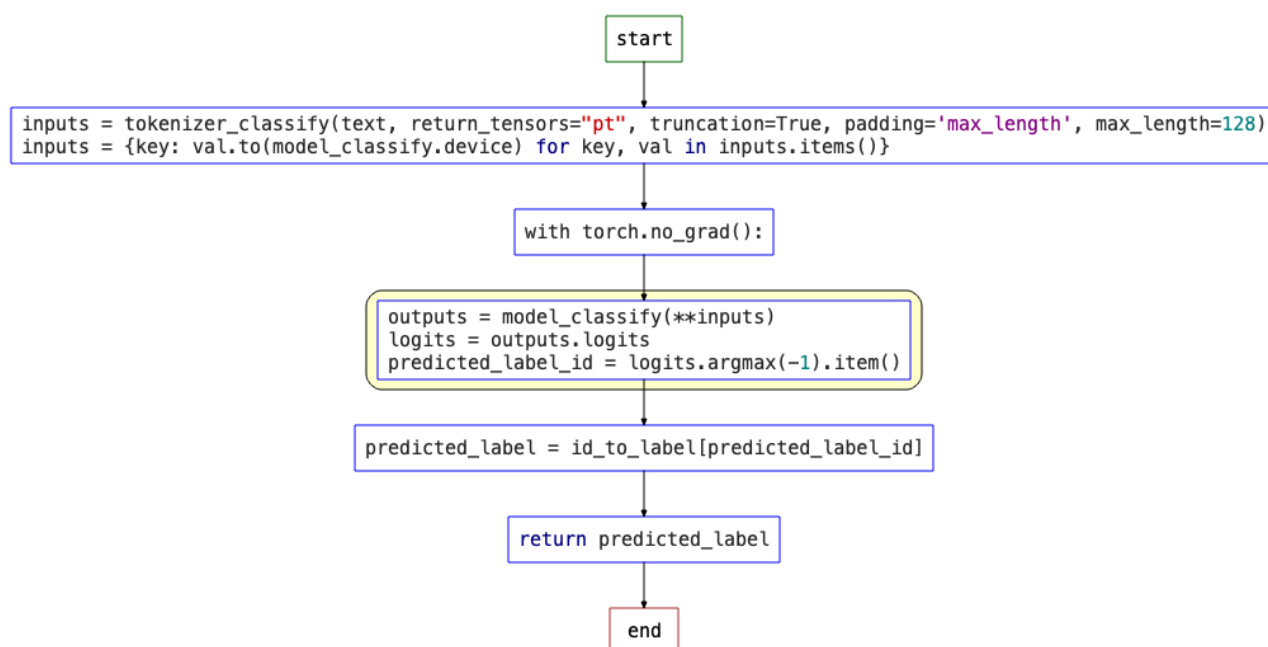 start
inputs = tokenizer_classify(text, return_tensors="pt", truncation=True, padding='max_length', max_length=128)
inputs = {key: val.to(model_classify.device) for key, val in inputs.items()}
with torch.no_grad():
outputs = model_classify(**inputs)
logits = outputs.logits
predicted_label_id = logits.argmax(-1).item()
predicted_label = id_to_label[predicted_label_id]
return predicted_label
end